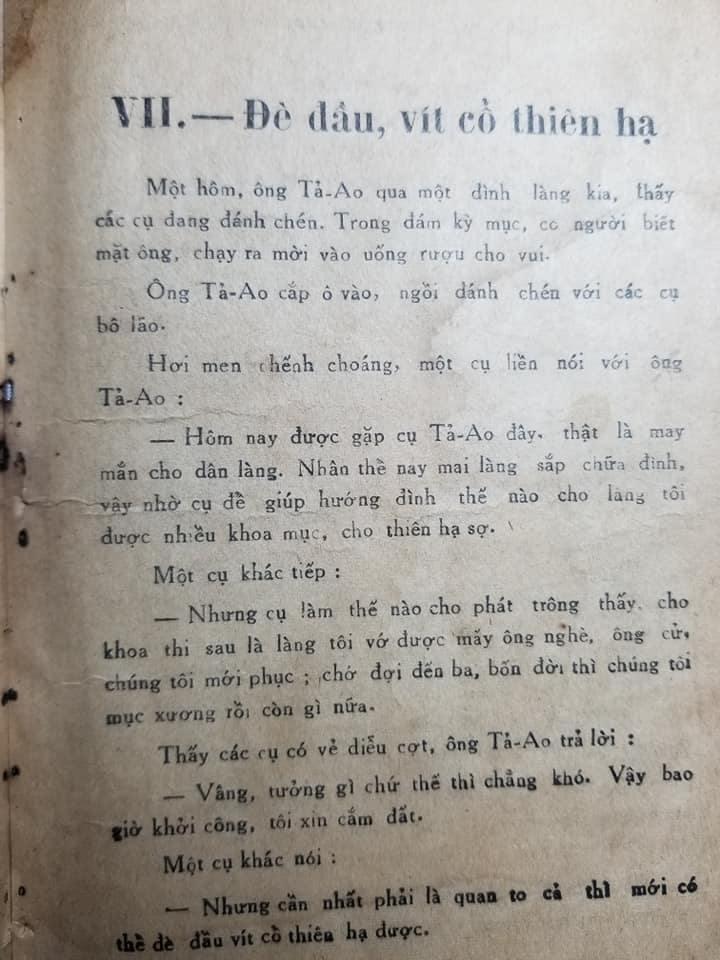 VII.— Đè đầu, vít cổ thiên hạ
Một hôm, ông Tả-Ao qua một đình làng kia, thấy
các cụ đang đánh chén. Trong đám kỳ mục, co người biết
mặt ông, chạy ra mời vào uống rượu cho vui.
Ông Tả-Ao cắp ô vào, ngồi đánh chén với các cụ
bô lão.
Hơi men chếnh choáng, một cụ liền nói với ông
Tả-Ao :
— Hôm nay được gặp cụ Tả-Ao đây. thật là may
mắn cho dân làng. Nhân thể nay mai làng sắp chữa đình,
vậy nhờ cụ để giúp hướng đình thế nào cho làng tôi
được nhiều khoa mục, cho thiên hạ sợ.
Một cụ khác tiếp :
— Nhưng cụ làm thế nào cho phát trông thấy. cho
khoa thi sau là làng tôi vớ được mấy ông nghè, ông cử,
chúng tôi mới phục ; chớ đợi đến ba, bốn đời thì chúng tôi
mục xương rồi còn gì nữa.
Thấy các cụ có vẻ diễu cợt, ông Tả-Ao trả lời :
— Vâng, tưởng gì chứ thế thì chẳng khó. Vậy bao
giờ khởi công, tôi xin cắm đất.
Một cụ khác nói :
— Nhưng cần nhất phải là quan to cả thì mới có
thể đè đầu vít cổ thiên hạ được.